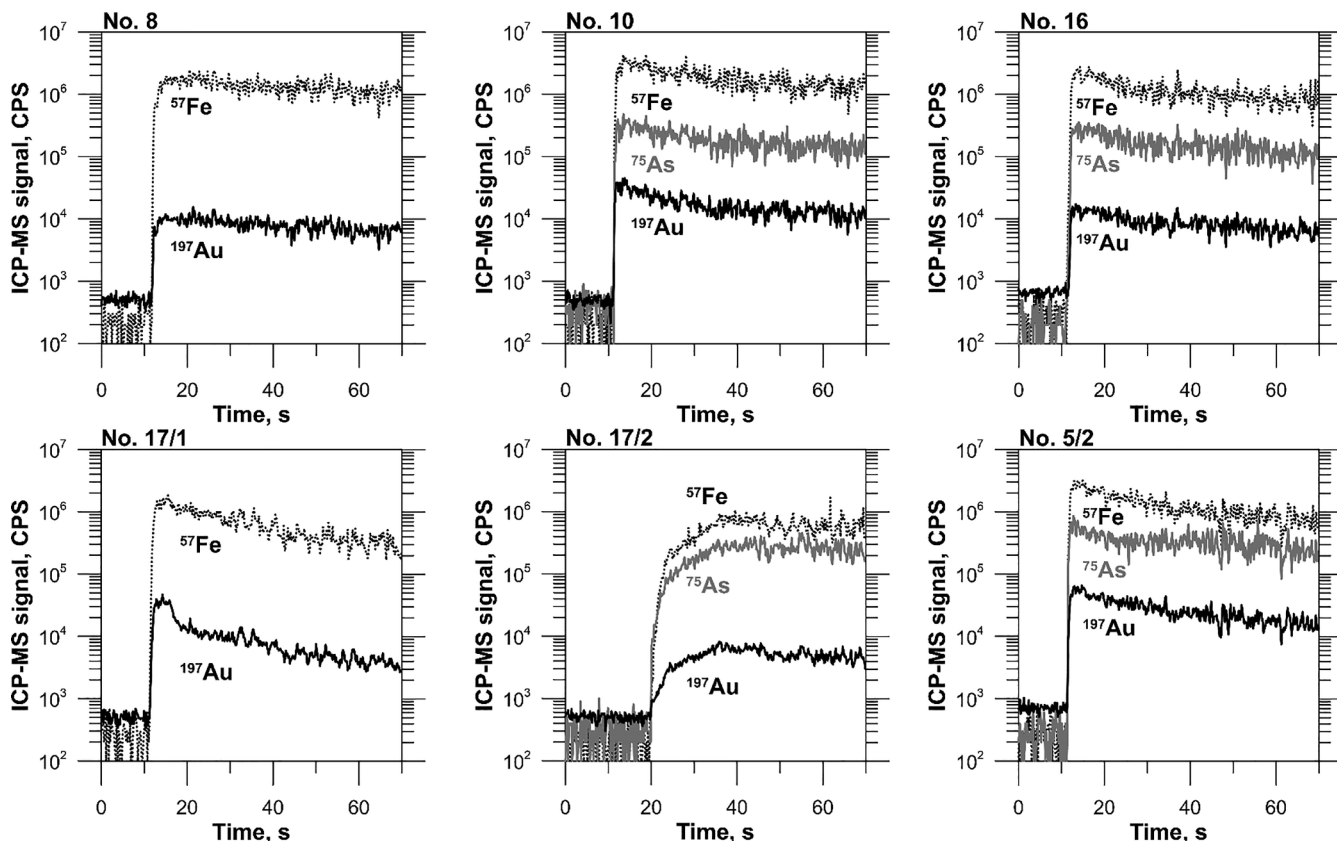 No. 8
ICP-MS signal, CPS
10⁷
10⁶
10⁵
10⁴
10³
10²
⁵⁷Fe
¹⁹⁷Au
0 20 40 60
Time, s
No. 10
ICP-MS signal, CPS
10⁷
10⁶
10⁵
10⁴
10³
10²
⁵⁷Fe
⁷⁵As
¹⁹⁷Au
0 20 40 60
Time, s
No. 16
ICP-MS signal, CPS
10⁷
10⁶
10⁵
10⁴
10³
10²
⁵⁷Fe
⁷⁵As
¹⁹⁷Au
0 20 40 60
Time, s
No. 17/1
ICP-MS signal, CPS
10⁷
10⁶
10⁵
10⁴
10³
10²
⁵⁷Fe
¹⁹⁷Au
0 20 40 60
Time, s
No. 17/2
ICP-MS signal, CPS
10⁷
10⁶
10⁵
10⁴
10³
10²
⁵⁷Fe
⁷⁵As
¹⁹⁷Au
0 20 40 60
Time, s
No. 5/2
ICP-MS signal, CPS
10⁷
10⁶
10⁵
10⁴
10³
10²
⁵⁷Fe
⁷⁵As
¹⁹⁷Au
0 20 40 60
Time, s